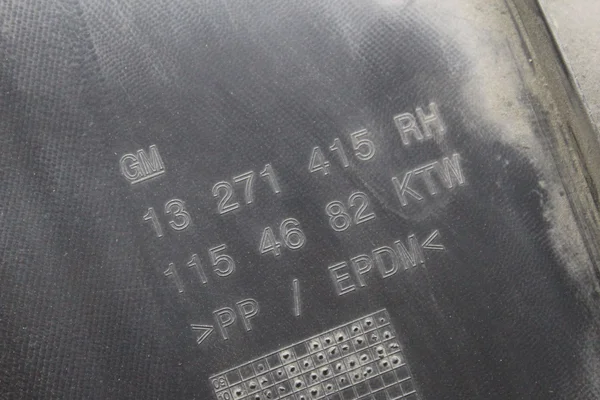 GM
13 271 415 RH
115 46 82 KTW
>PP / EPDM<